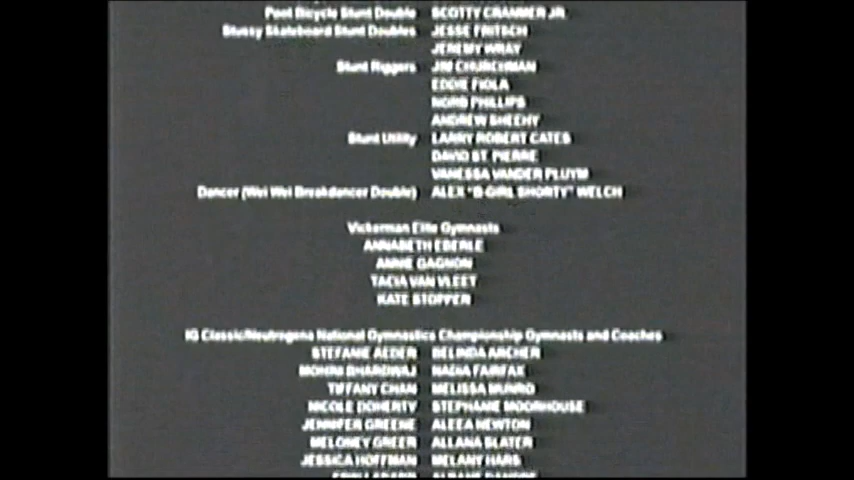 Poot Bicycle Stunt Double SCOTTY CRANMER JR
Stussy Skateboard Stunt Doubles JESSE FRITSCH
JEREMY WRAY
Stunt Riggers JIM CHURCHMAN
EDDIE FIOLA
NORB PHILLIPS
ANDREW SHEEHY
Stunt Utility LARRY ROBERT CATES
DAVID ST. PIERRE
VANESSA VANDER PLUYM
Dancer (Wei Wei Breakdancer Double) ALEX "B-GIRL SHORTY" WELCH
Vickerman Elite Gymnasts
ANNABETH EBERLE
ANNIE GAGNON
TACIA VAN VLEET
KATE STOPPER
IG Classic/Neutrogena National Gymnastics Championship Gymnasts and Coaches
STEFANIE AEDER BELINDA ARCHER
MOHINI BHARDWAJ NADIA FAIRFAX
TIFFANY CHAN MELISSA MUNRO
NICOLE DOHERTY STEPHANIE MOORHOUSE
JENNIFER GREENE ALEEA NEWTON
MELONEY GREER ALLANA SLATER
JESSICA HOFFMAN MELANY HARS